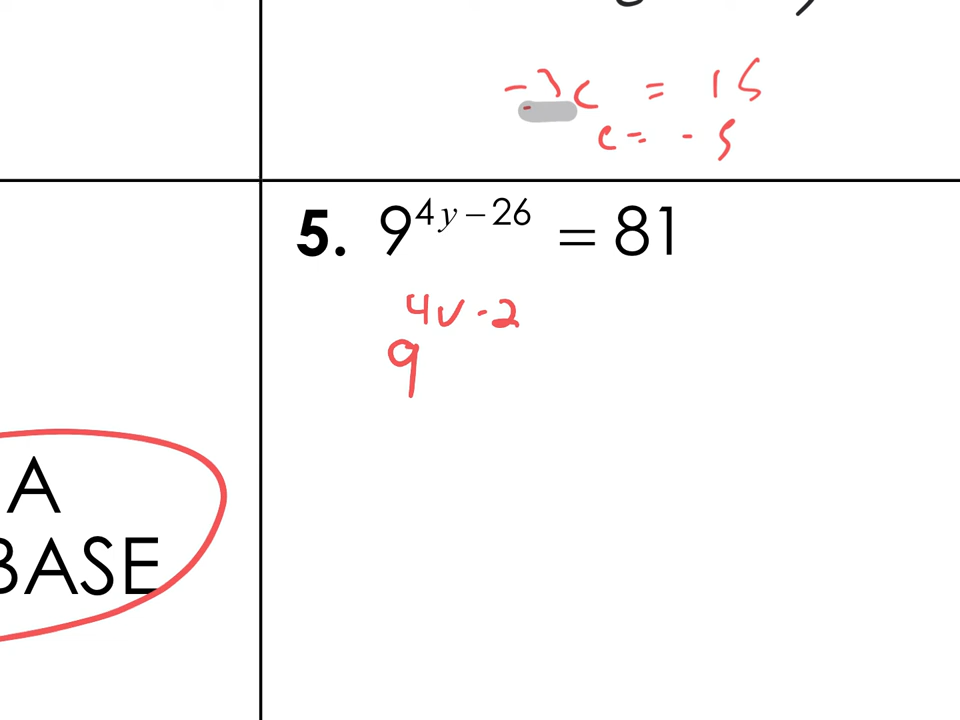 -3c = 15
c = -5
5. 9^{4y-26} = 81
9^{4y-2}
A
BASE